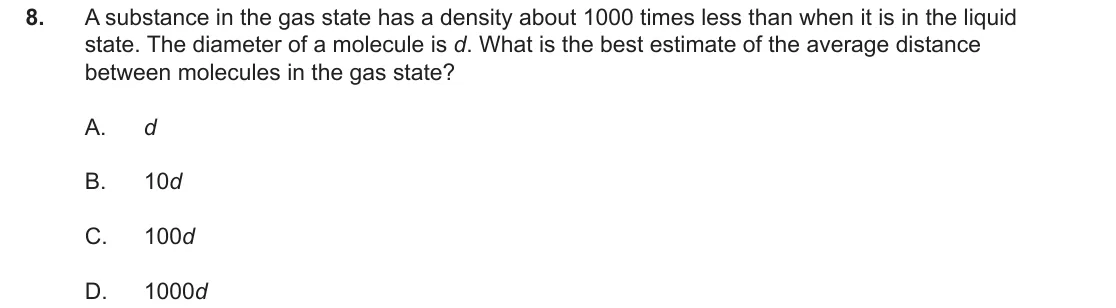 8. A substance in the gas state has a density about 1000 times less than when it is in the liquid
state. The diameter of a molecule is d. What is the best estimate of the average distance
between molecules in the gas state?
A. d
B. 10d
C. 100d
D. 1000d